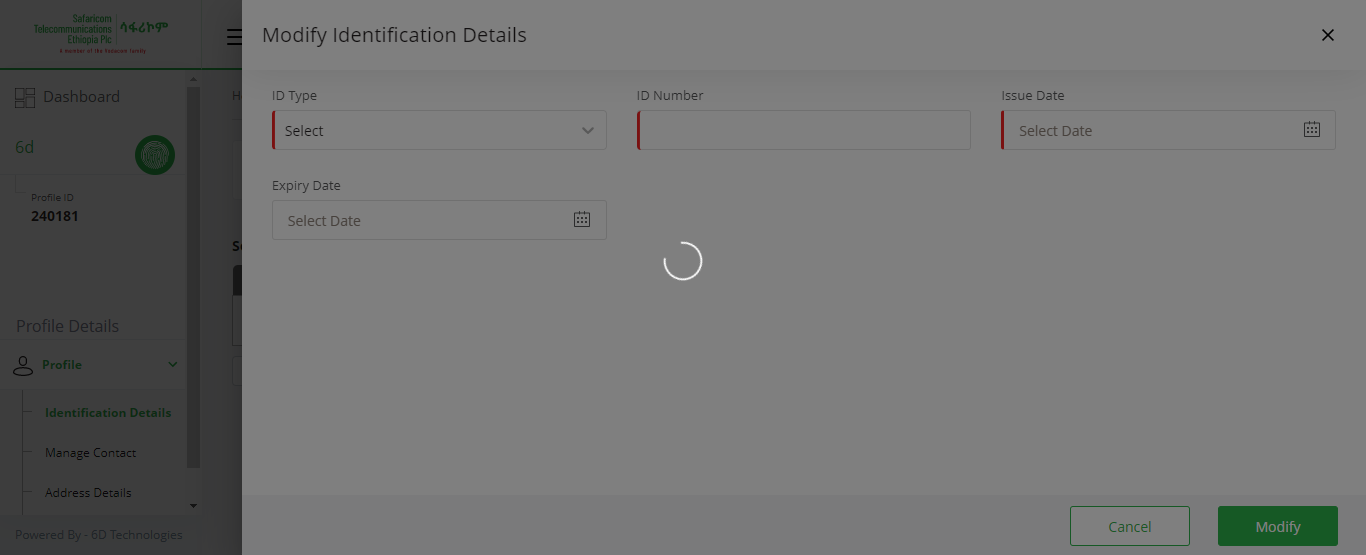 Safaricom
Telecommunications
Ethiopia Plc
ሳፋሪኮም
A member of the Vodacom family
Modify Identification Details
Dashboard
6d
Profile ID
240181
Profile Details
Profile
Identification Details
Manage Contact
Address Details
Powered By - 6D Technologies
ID Type
Select
ID Number
Issue Date
Select Date
Expiry Date
Select Date
Cancel
Modify